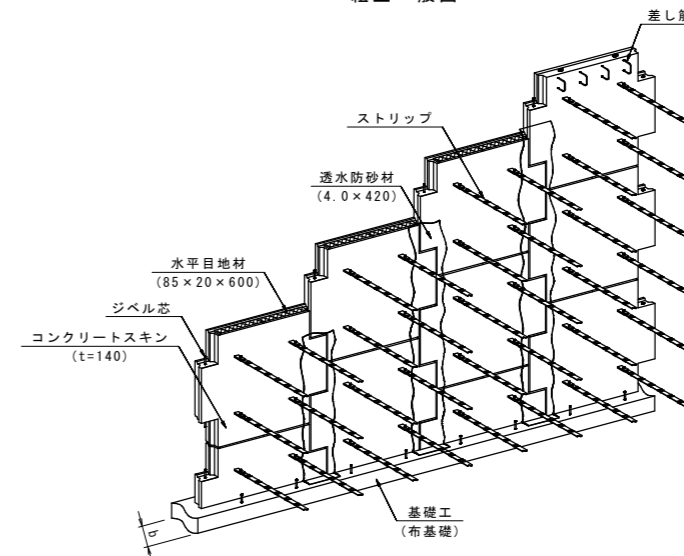 差し筋
ストリップ
透水防砂材
(4.0×420)
水平目地材
(85×20×600)
ジベル芯
コンクリートスキン
(t=140)
基礎工
(布基礎)
b